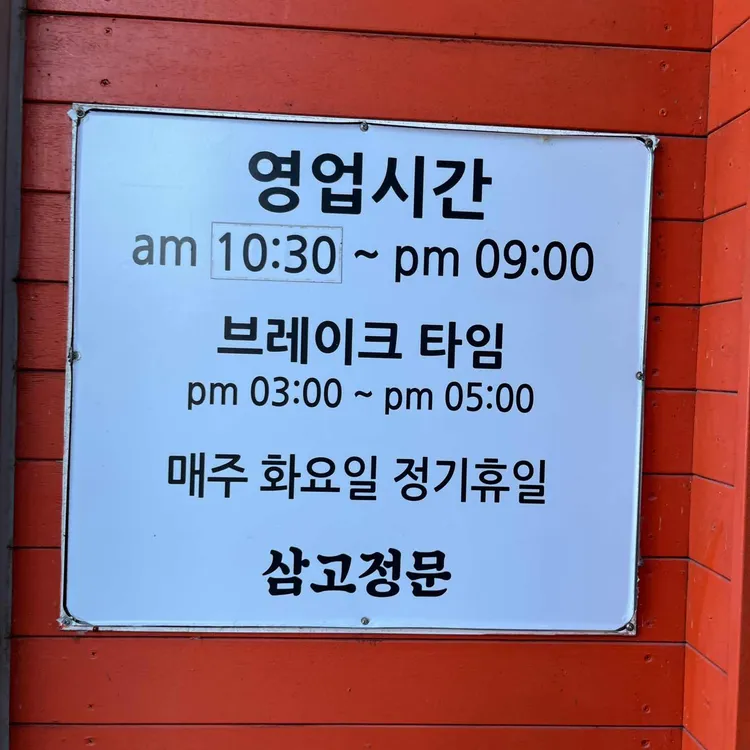 영업시간
am 10:30 ~ pm 09:00
브레이크 타임
pm 03:00 ~ pm 05:00
매주 화요일 정기휴일
삼고정문